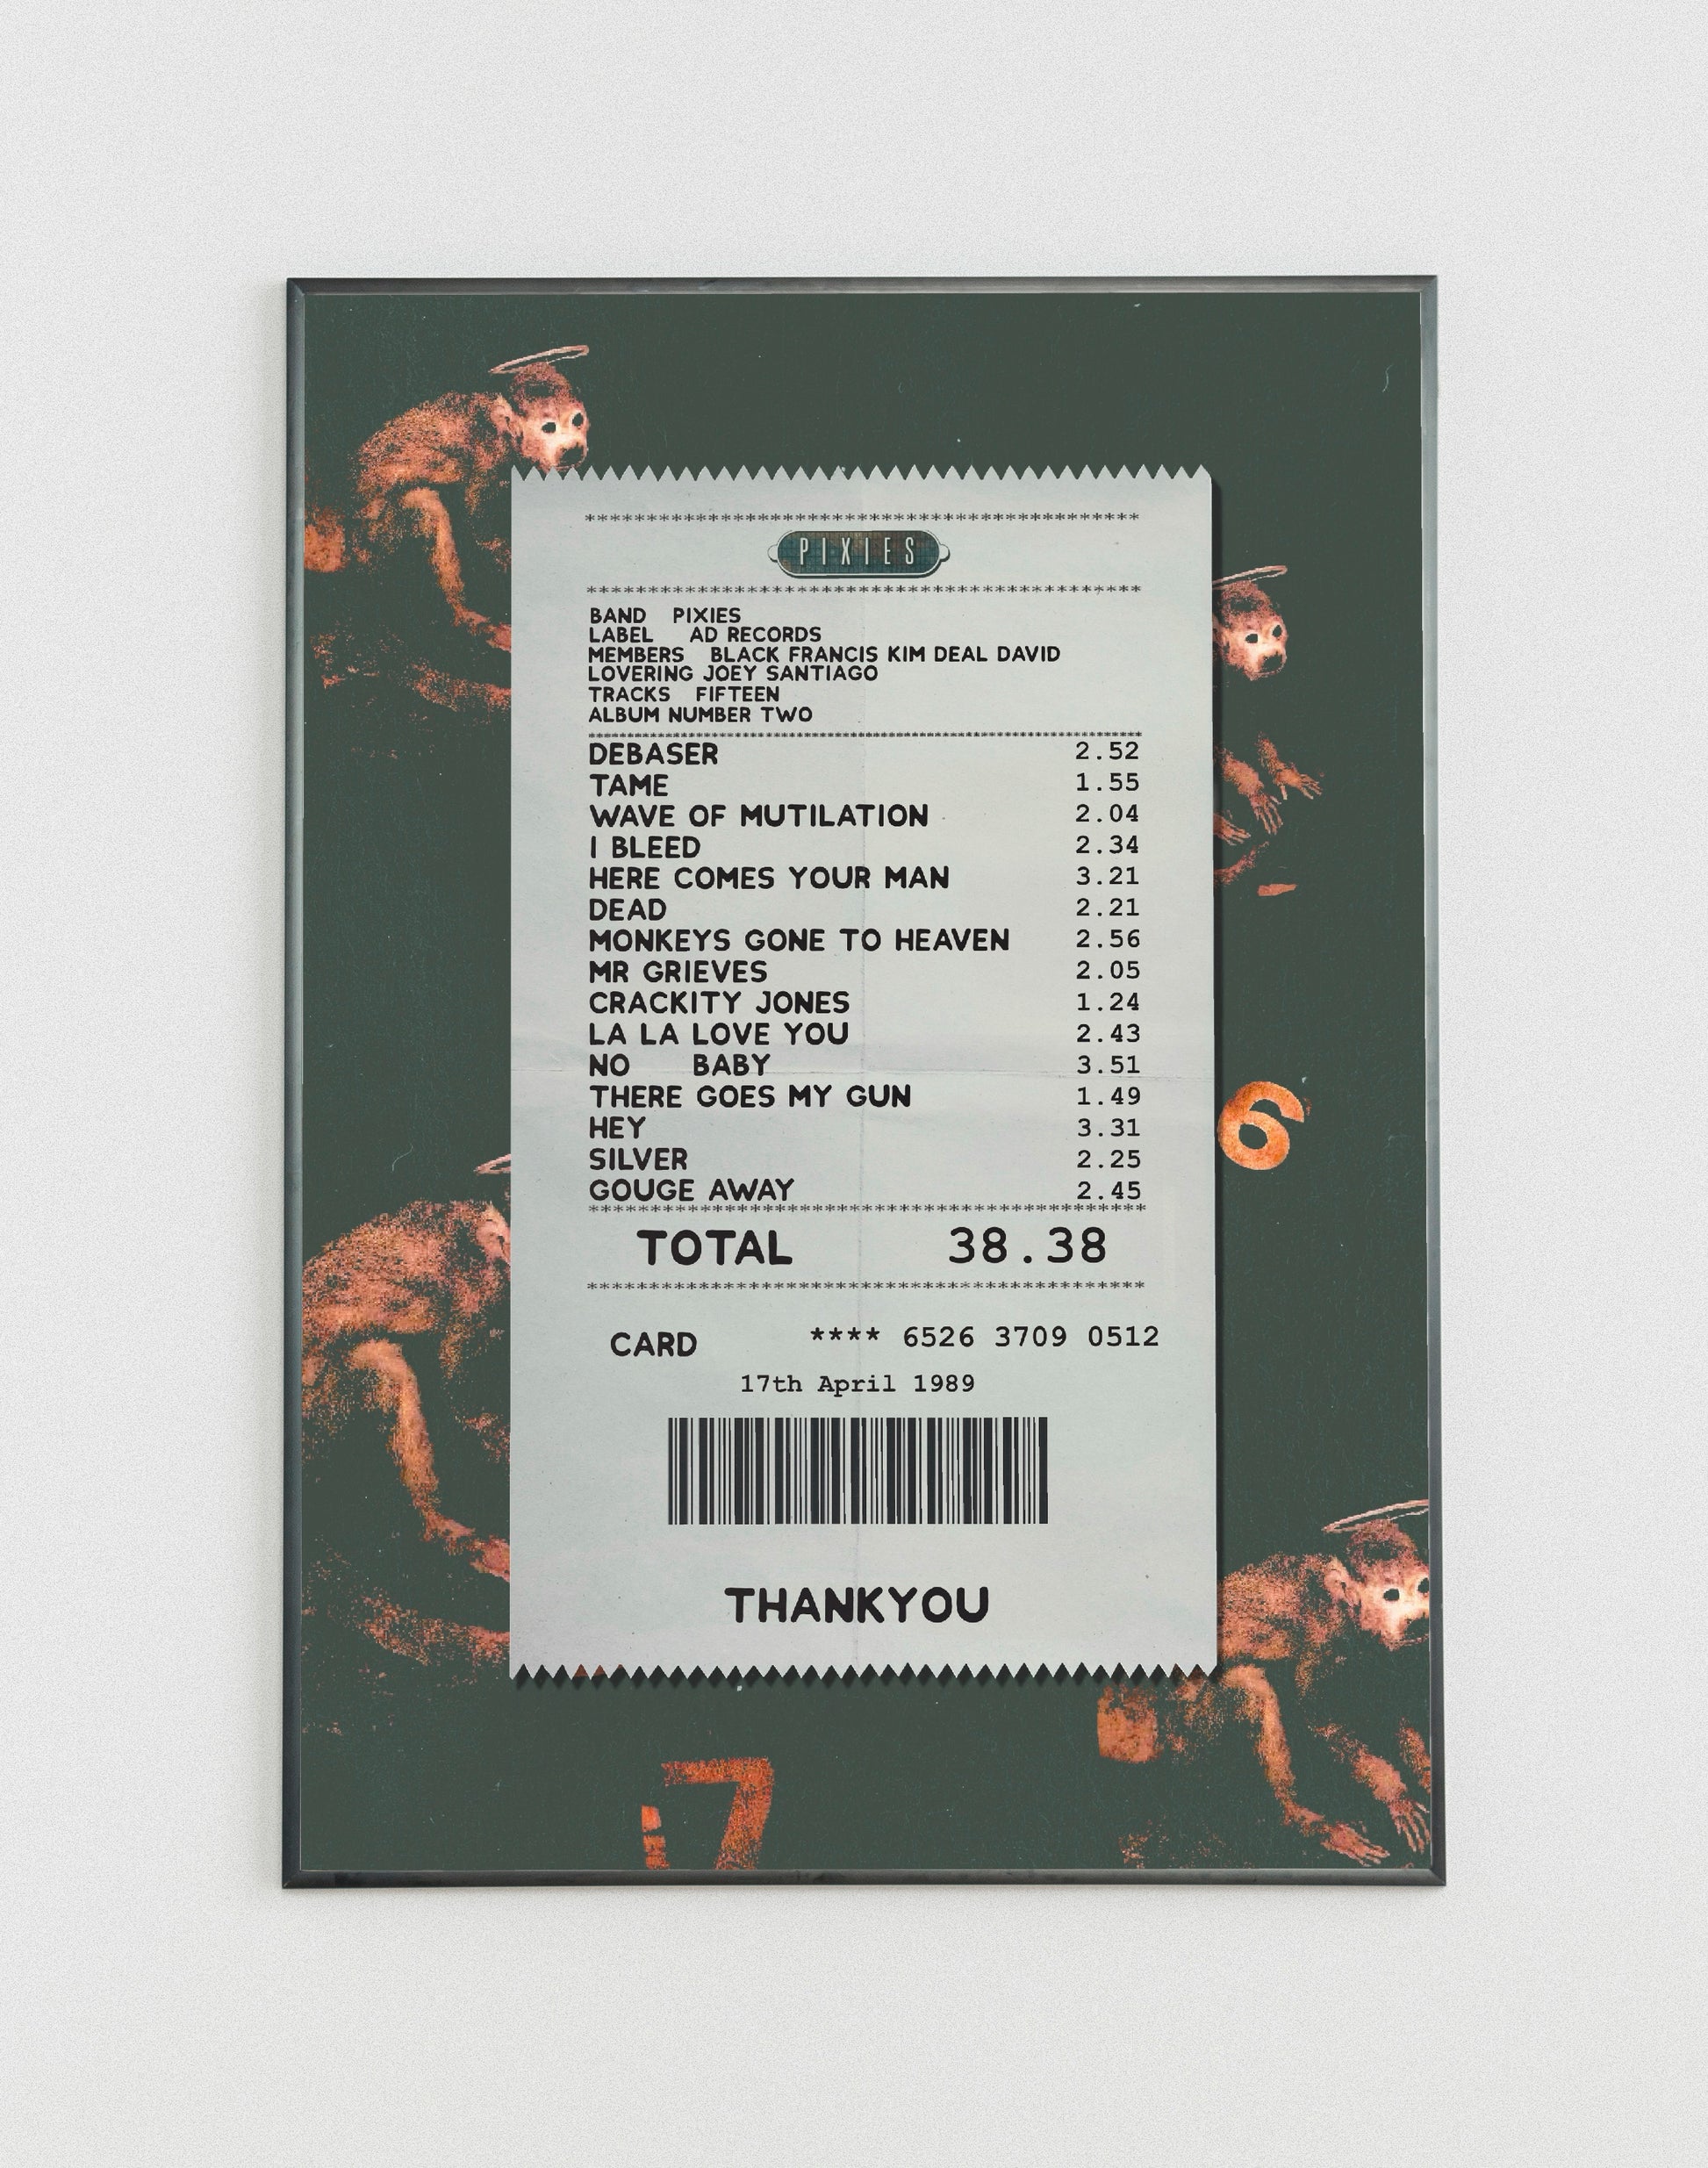 ******************************************
PIXIES
******************************************
BAND PIXIES
LABEL AD RECORDS
MEMBERS BLACK FRANCIS KIM DEAL DAVID
LOVERING JOEY SANTIAGO
TRACKS FIFTEEN
ALBUM NUMBER TWO
DEBASER 2.52
TAME 1.55
WAVE OF MUTILATION 2.04
I BLEED 2.34
HERE COMES YOUR MAN 3.21
DEAD 2.21
MONKEYS GONE TO HEAVEN 2.56
MR GRIEVES 2.05
CRACKITY JONES 1.24
LA LA LOVE YOU 2.43
NO BABY 3.51
THERE GOES MY GUN 1.49
HEY 3.31
SILVER 2.25
GOUGE AWAY 2.45
******************************************
TOTAL 38.38
******************************************
CARD **** 6526 3709 0512
17th April 1989
THANKYOU
6
7